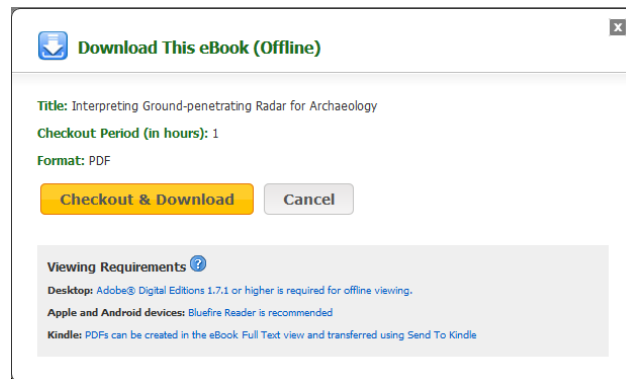 x
Download This eBook (Offline)
Title: Interpreting Ground-penetrating Radar for Archaeology
Checkout Period (in hours): 1
Format: PDF
Checkout & Download Cancel
Viewing Requirements ?
Desktop: Adobe® Digital Editions 1.7.1 or higher is required for offline viewing.
Apple and Android devices: Bluefire Reader is recommended
Kindle: PDFs can be created in the eBook Full Text view and transferred using Send To Kindle